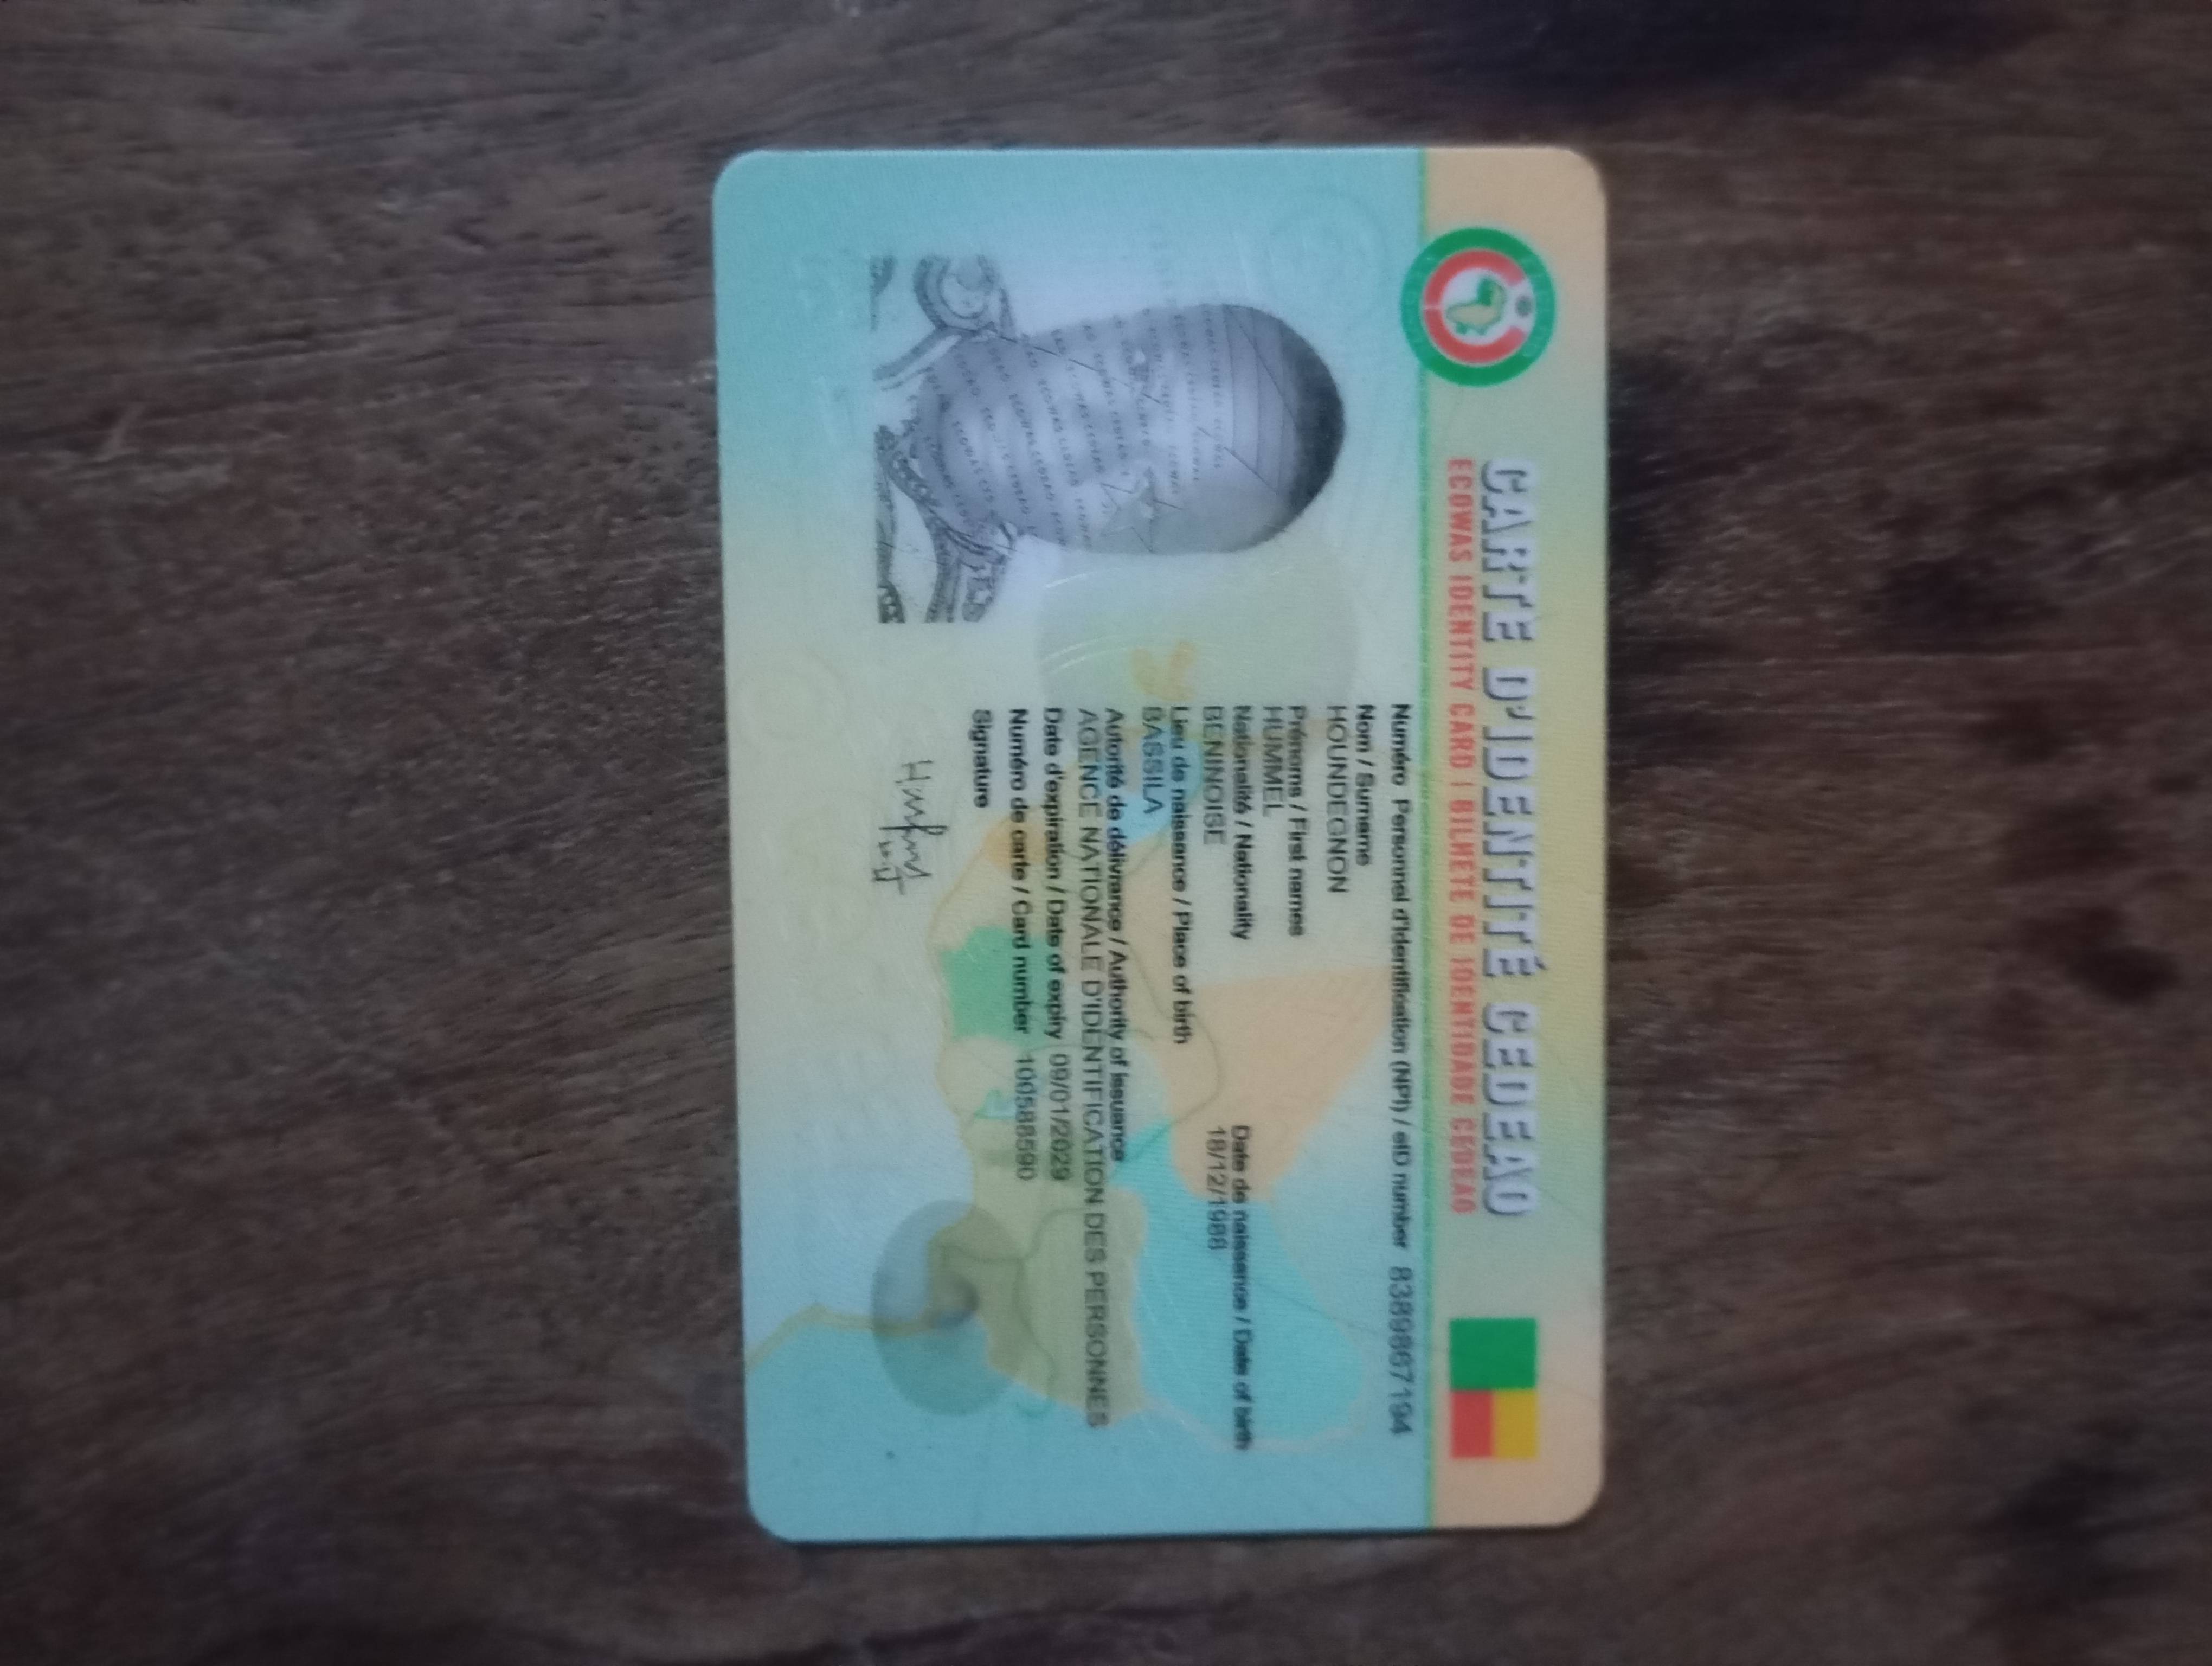 CARTE D'IDENTITÉ CEDEAO
ECOWAS IDENTITY CARD | BILHETE DE IDENTIDADE CEDEAO
Numéro Personnel d'Identification (NPI) / eID number 8389867194
Nom / Surname
HOUNDEGNON
Prénoms / First names
HUMMEL
Nationalité / Nationality Date de naissance / Date of birth
BENINOISE 18/12/1988
Lieu de naissance / Place of birth
BASSILA
Autorité de délivrance / Authority of issuance
AGENCE NATIONALE D'IDENTIFICATION DES PERSONNES
Date d'expiration / Date of expiry 09/01/2029
Numéro de carte / Card number 100588590
Signature